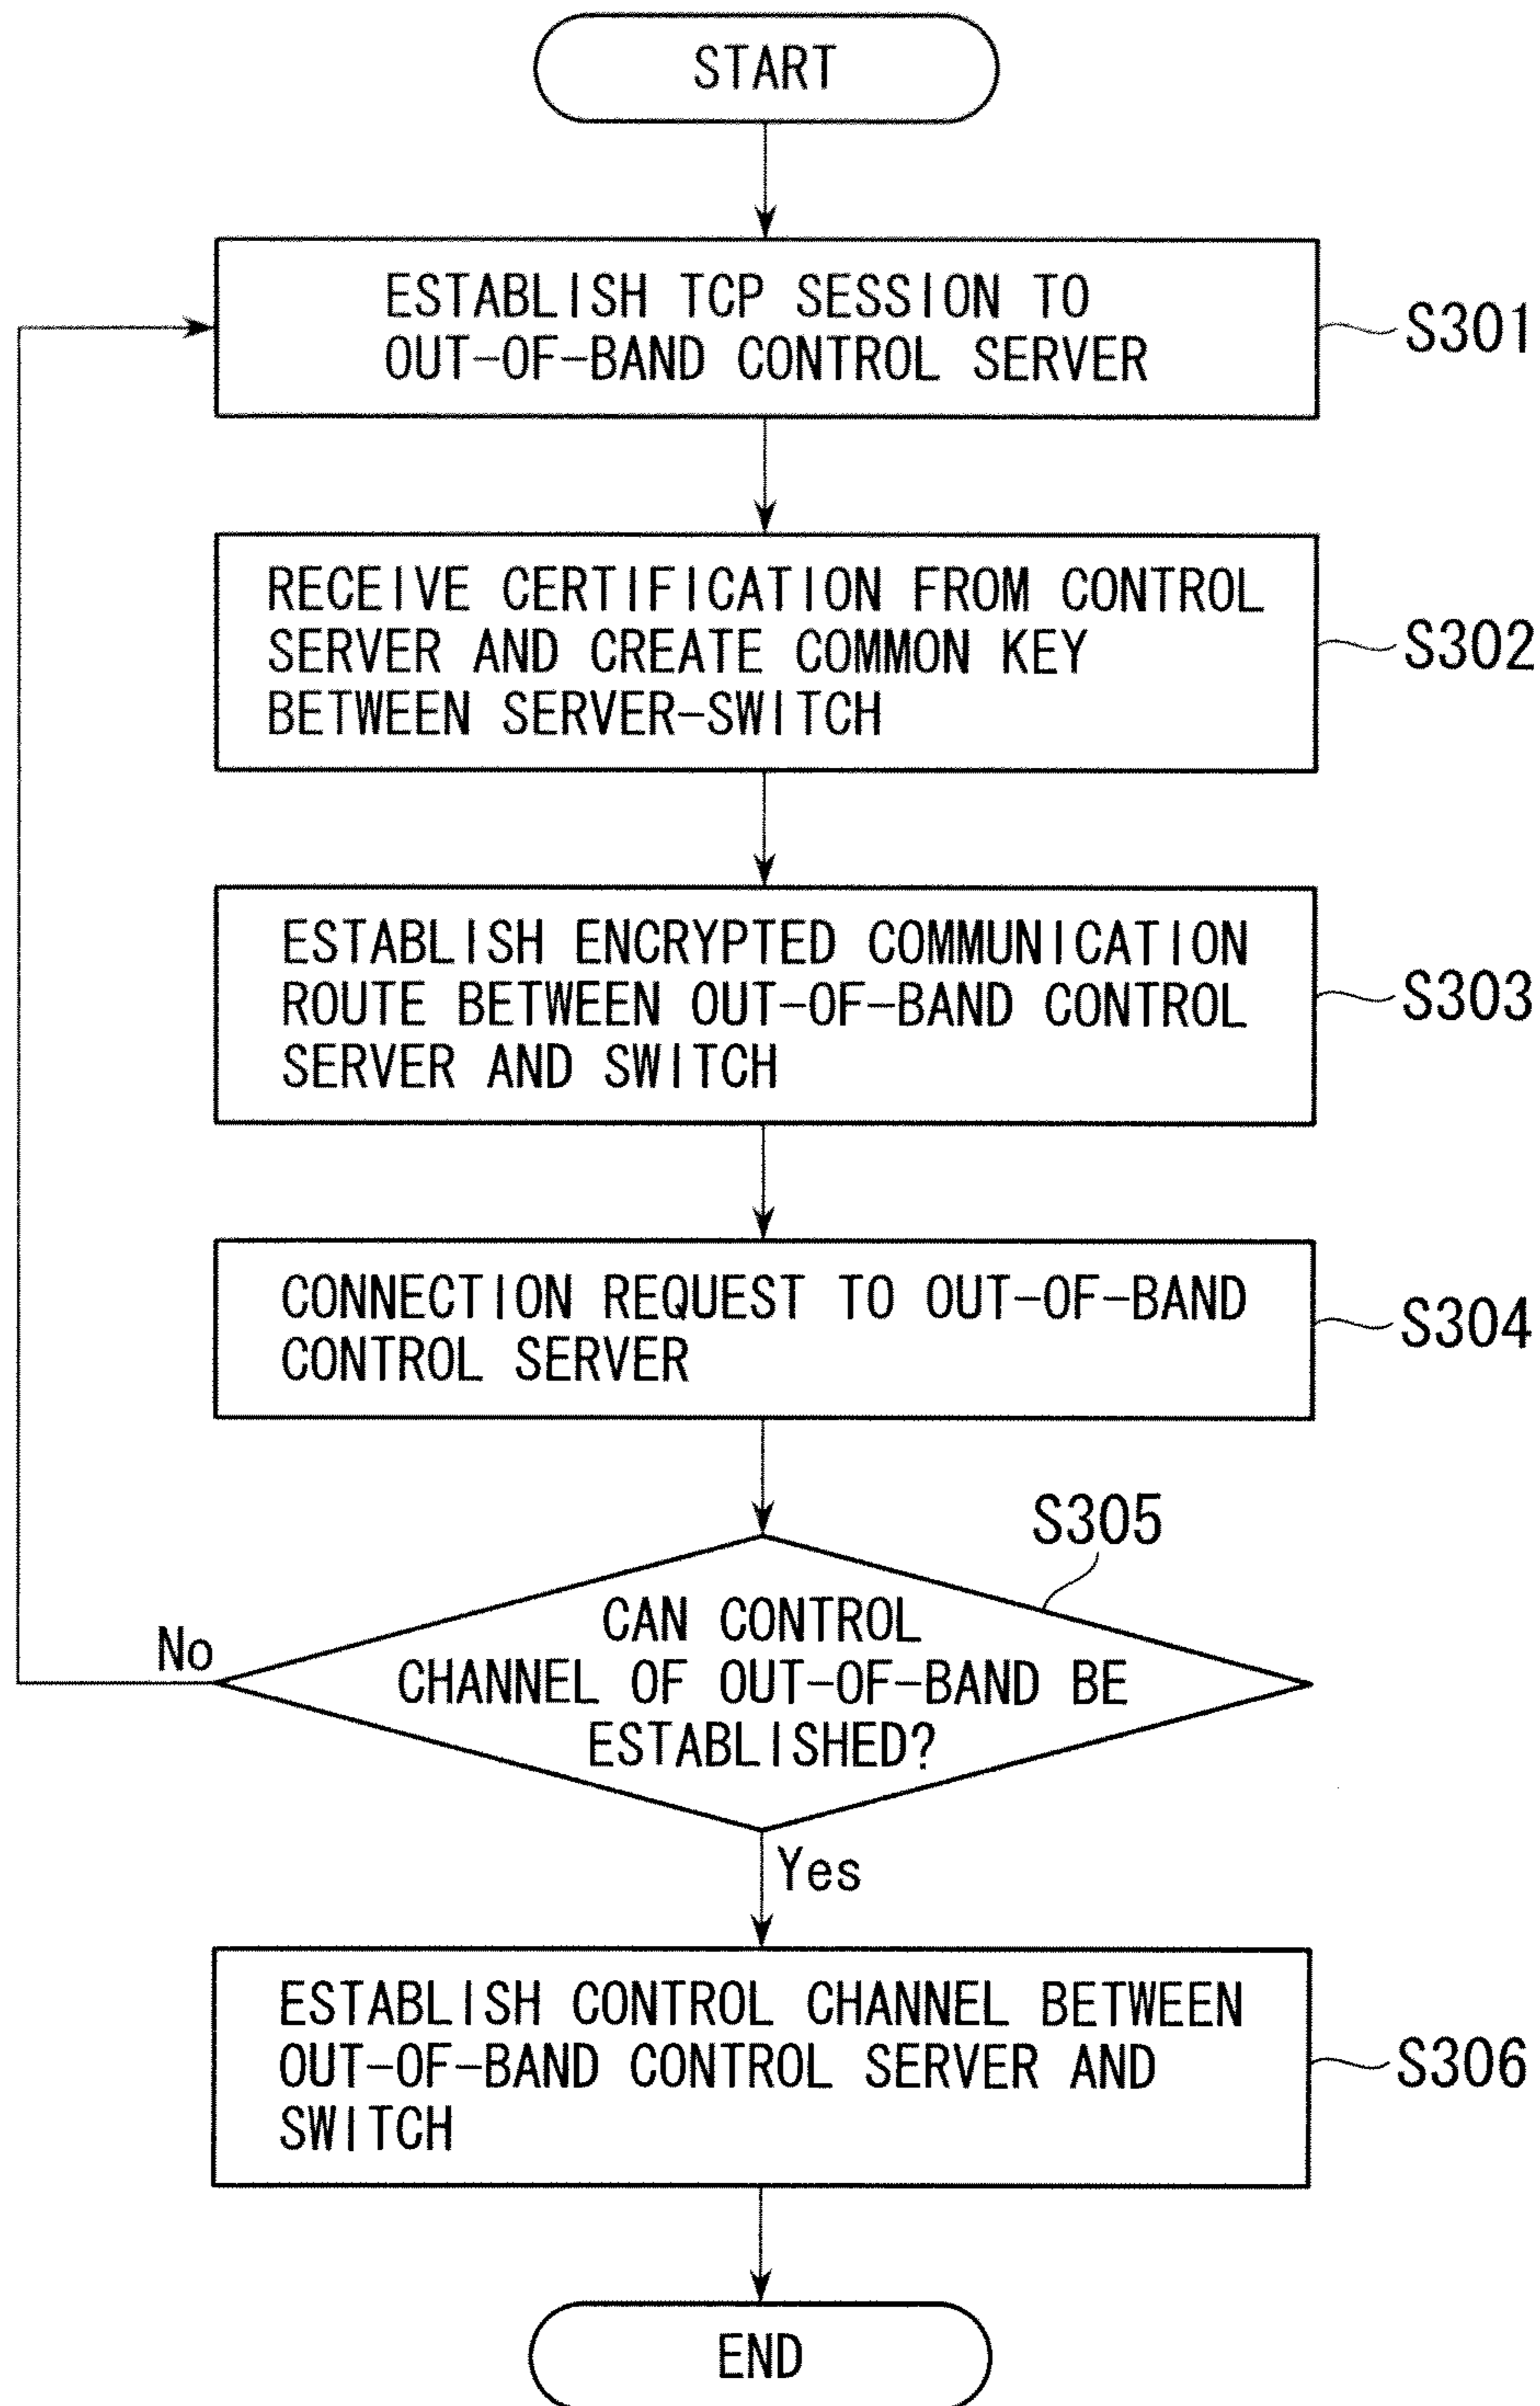 START
ESTABLISH TCP SESSION TO
OUT-OF-BAND CONTROL SERVER
S301
RECEIVE CERTIFICATION FROM CONTROL
SERVER AND CREATE COMMON KEY
BETWEEN SERVER-SWITCH
S302
ESTABLISH ENCRYPTED COMMUNICATION
ROUTE BETWEEN OUT-OF-BAND CONTROL
SERVER AND SWITCH
S303
CONNECTION REQUEST TO OUT-OF-BAND
CONTROL SERVER
S304
S305
CAN CONTROL
CHANNEL OF OUT-OF-BAND BE
ESTABLISHED?
No
Yes
ESTABLISH CONTROL CHANNEL BETWEEN
OUT-OF-BAND CONTROL SERVER AND
SWITCH
S306
END